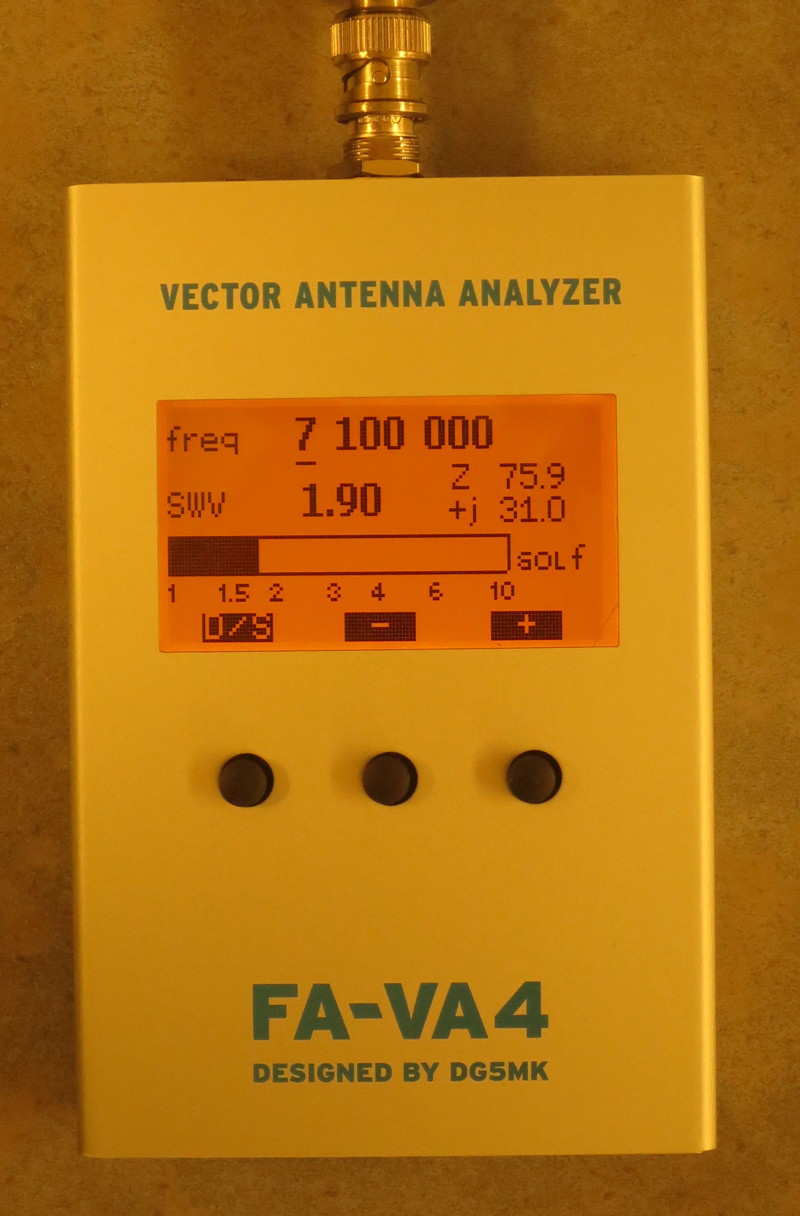 VECTOR ANTENNA ANALYZER
freq 7 100 000
Z 75.9
SWV 1.90
+j 31.0
SOLf
1 1.5 2 3 4 6 10
U/S - +
FA-VA4
DESIGNED BY DG5MK